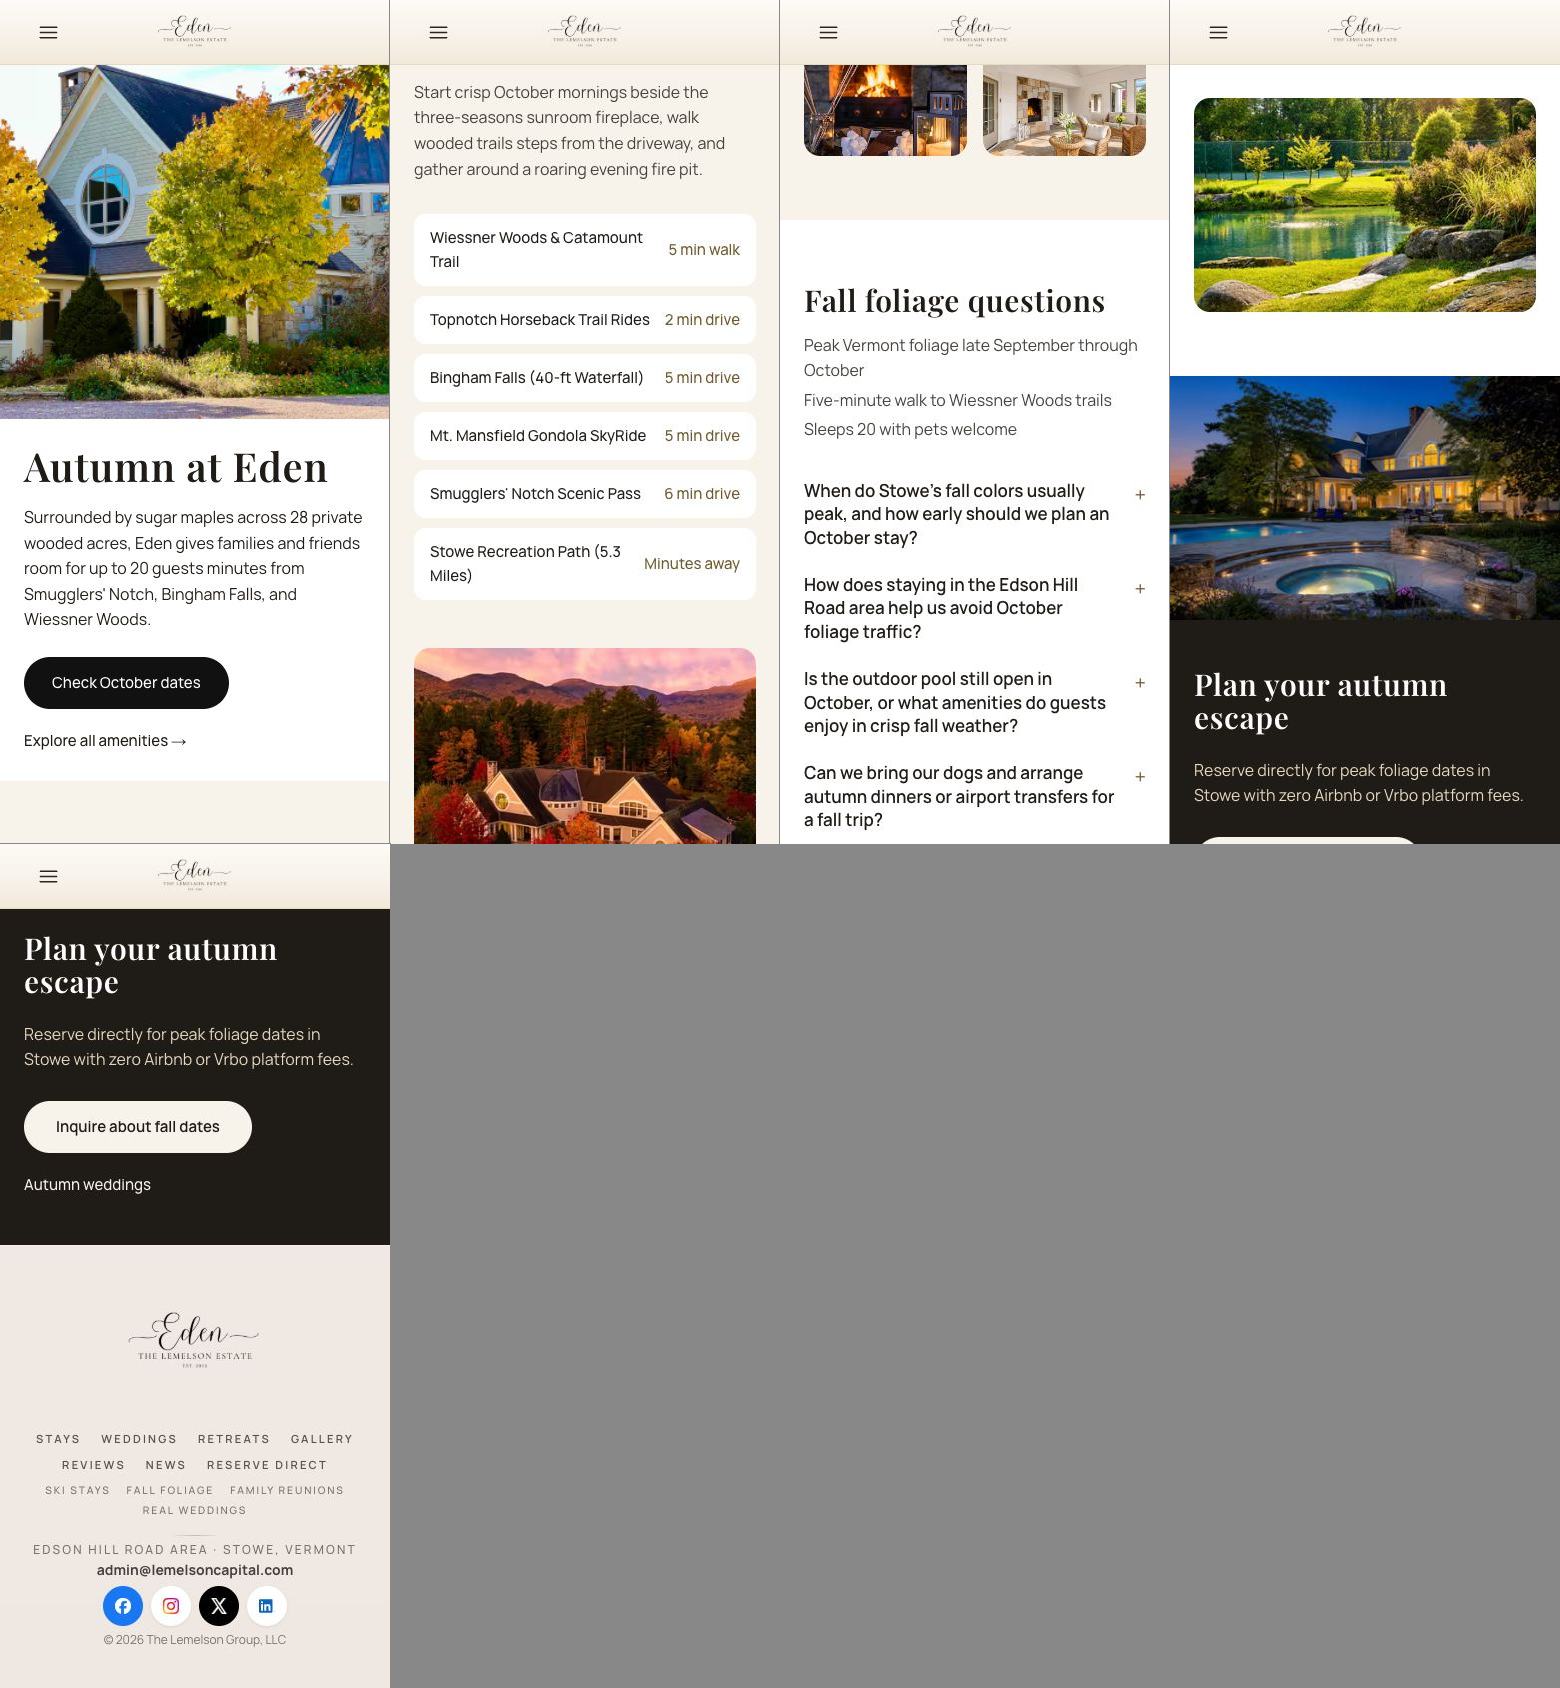 Eden
THE LEMELSON ESTATE
Autumn at Eden
Surrounded by sugar maples across 28 private
wooded acres, Eden gives families and friends
room for up to 20 guests minutes from
Smugglers' Notch, Bingham Falls, and
Wiessner Woods.
Check October dates
Explore all amenities →
Eden
THE LEMELSON ESTATE
Start crisp October mornings beside the
three-seasons sunroom fireplace, walk
wooded trails steps from the driveway, and
gather around a roaring evening fire pit.
Wiessner Woods & Catamount
Trail
5 min walk
Topnotch Horseback Trail Rides 2 min drive
Bingham Falls (40-ft Waterfall) 5 min drive
Mt. Mansfield Gondola SkyRide 5 min drive
Smugglers' Notch Scenic Pass 6 min drive
Stowe Recreation Path (5.3
Miles)
Minutes away
Eden
THE LEMELSON ESTATE
Fall foliage questions
Peak Vermont foliage late September through
October
Five-minute walk to Wiessner Woods trails
Sleeps 20 with pets welcome
When do Stowe's fall colors usually +
peak, and how early should we plan an
October stay?
How does staying in the Edson Hill +
Road area help us avoid October
foliage traffic?
Is the outdoor pool still open in +
October, or what amenities do guests
enjoy in crisp fall weather?
Can we bring our dogs and arrange +
autumn dinners or airport transfers for
a fall trip?
Eden
THE LEMELSON ESTATE
Plan your autumn
escape
Reserve directly for peak foliage dates in
Stowe with zero Airbnb or Vrbo platform fees.
Eden
THE LEMELSON ESTATE
Plan your autumn
escape
Reserve directly for peak foliage dates in
Stowe with zero Airbnb or Vrbo platform fees.
Inquire about fall dates
Autumn weddings
Eden
THE LEMELSON ESTATE
STAYS WEDDINGS RETREATS GALLERY
REVIEWS NEWS RESERVE DIRECT
SKI STAYS FALL FOLIAGE FAMILY REUNIONS
REAL WEDDINGS
EDSON HILL ROAD AREA · STOWE, VERMONT
admin@lemelsoncapital.com
© 2026 The Lemelson Group, LLC